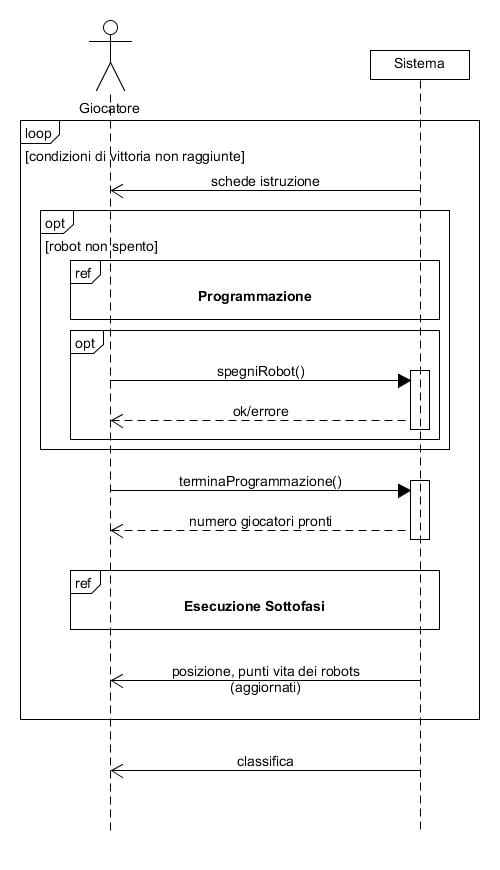 Sistema
Giocatore
loop
[condizioni di vittoria non raggiunte]
schede istruzione
opt
[robot non spento]
ref
Programmazione
opt
spegniRobot()
ok/errore
terminaProgrammazione()
numero giocatori pronti
ref
Esecuzione Sottofasi
posizione, punti vita dei robots
(aggiornati)
classifica